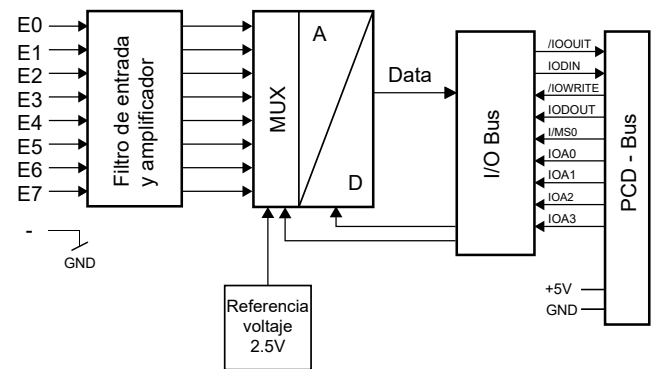 E0
E1
E2
E3
E4
E5
E6
E7
-
GND
Filtro de entrada
y amplificador
MUX
A
D
Data
Referencia
voltaje
2.5V
I/O Bus
/IOOUIT
IODIN
/IOWRITE
IODOUT
I/MS0
IOA0
IOA1
IOA2
IOA3
+5V
GND
PCD - Bus